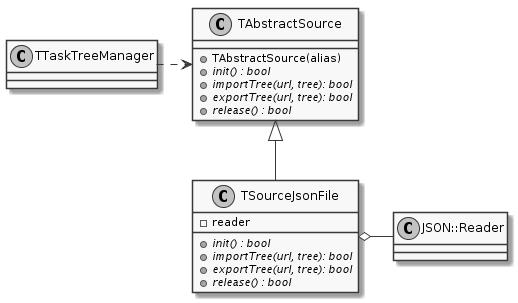 C TAbstractSource
TAbstractSource(alias)
init() : bool
importTree(url, tree): bool
exportTree(url, tree): bool
release() : bool
C TTaskTreeManager
C TSourceJsonFile
reader
init() : bool
importTree(url, tree): bool
exportTree(url, tree): bool
release() : bool
C JSON::Reader